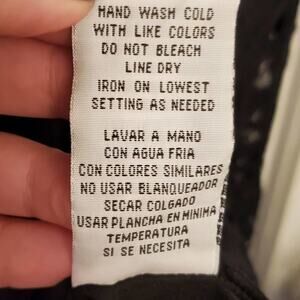 HAND WASH COLD
WITH LIKE COLORS
DO NOT BLEACH
LINE DRY
IRON ON LOWEST
SETTING AS NEEDED
LAVAR A MANO
CON AGUA FRIA
CON COLORES SIMILARES
NO USAR BLANQUEADOR
SECAR COLGADO
USAR PLANCHA EN MINIMA
TEMPERATURA
SI SE NECESITA